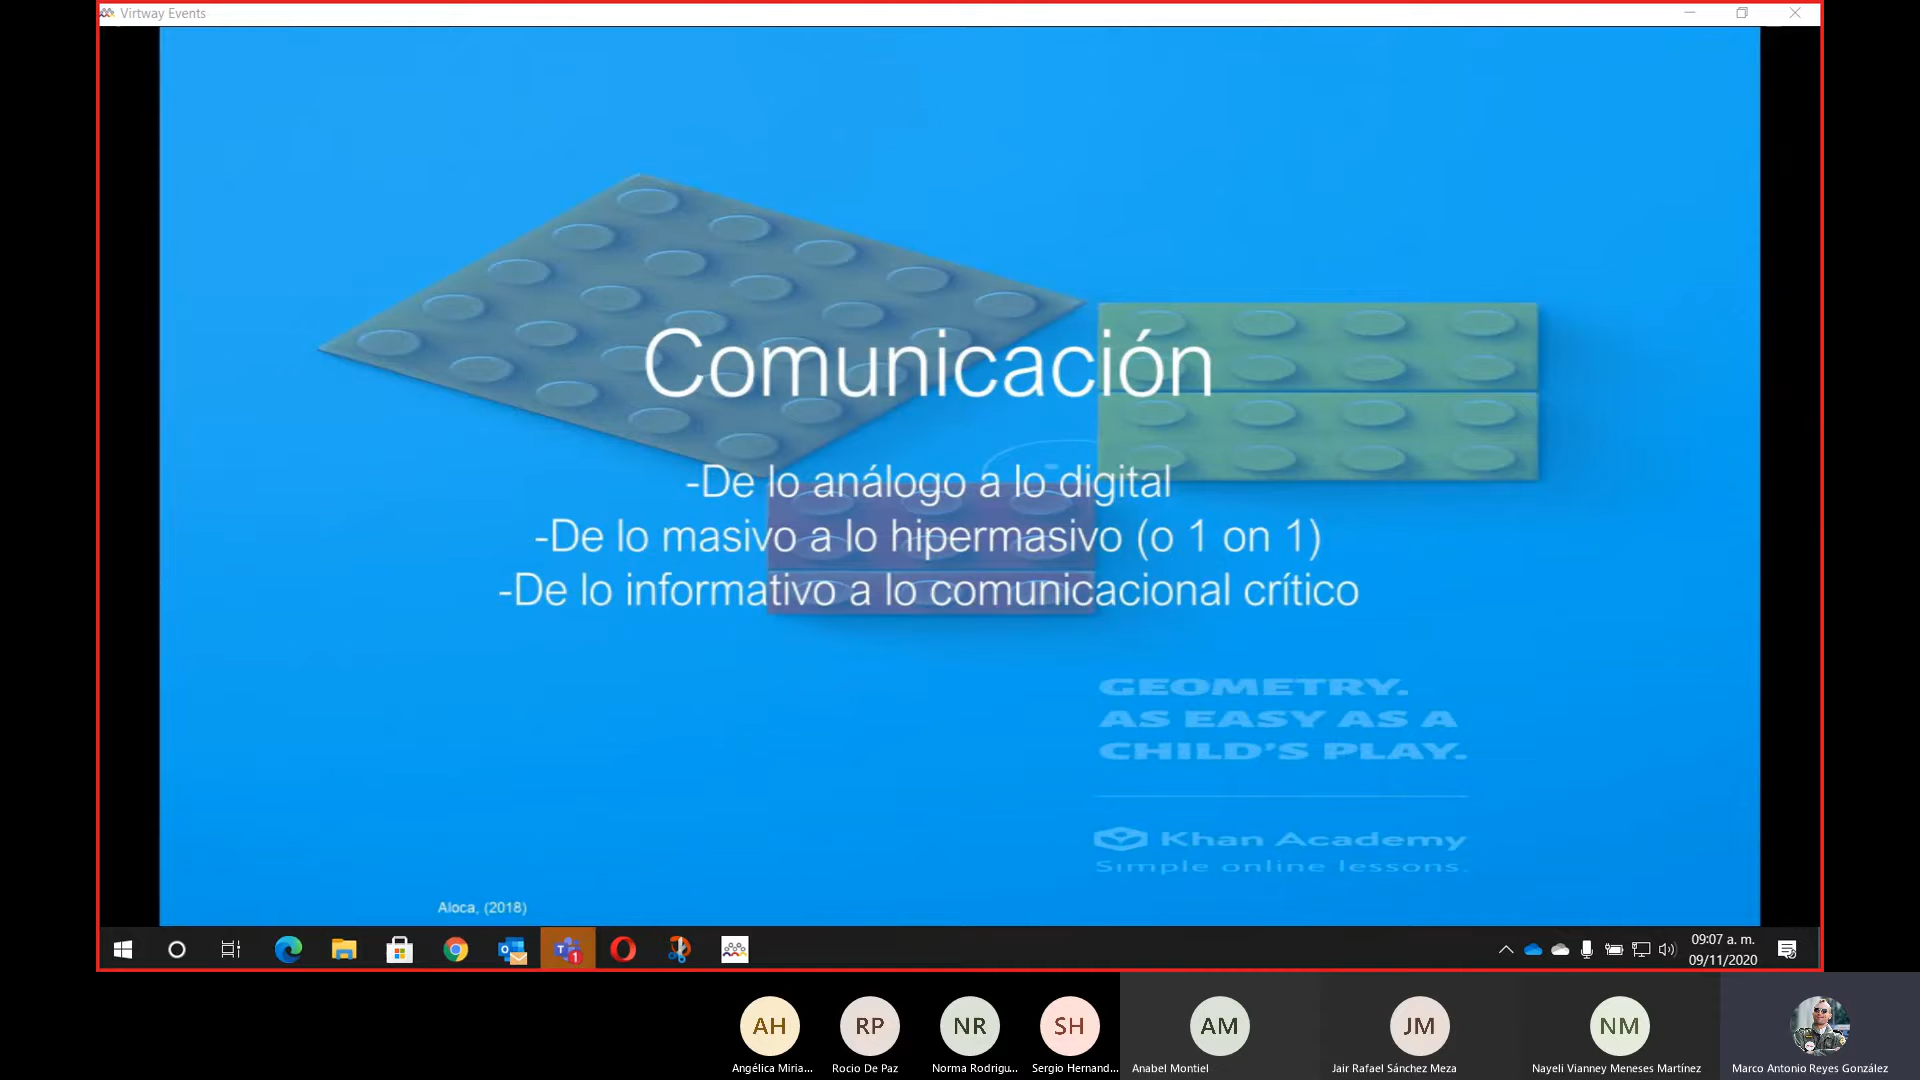 Virtway Events
Comunicación
-De lo análogo a lo digital
-De lo masivo a lo hipermasivo (o 1 on 1)
-De lo informativo a lo comunicacional crítico
GEOMETRY.
AS EASY AS A
CHILD'S PLAY.
Khan Academy
Simple online lessons.
Aloca, (2018)
1
09:07 a. m.
09/11/2020
AH
RP
NR
SH
AM
JM
NM
Angélica Miria...
Rocio De Paz
Norma Rodrigu...
Sergio Hernand...
Anabel Montiel
Jair Rafael Sánchez Meza
Nayeli Vianney Meneses Martínez
Marco Antonio Reyes González